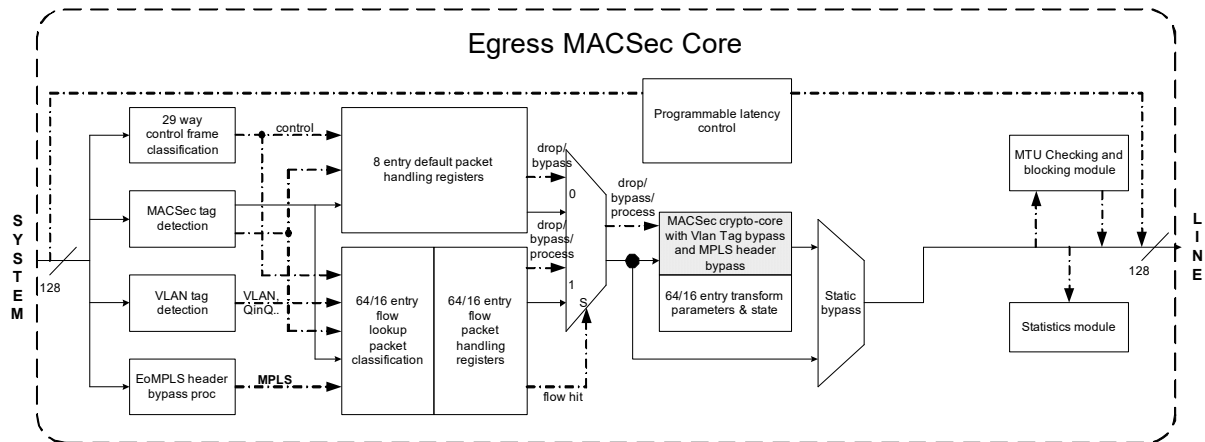 Egress MACSec Core
29 way
control frame
classification
control
MACSec tag
detection
VLAN tag
detection
VLAN,
QinQ..
EoMPLS header
bypass proc
MPLS
8 entry default packet
handling registers
64/16 entry
flow
lookup
packet
classification
64/16 entry
flow
packet
handling
registers
drop/
bypass
0
drop/
bypass/
process
1
S
flow hit
drop/
bypass/
process
Programmable latency
control
MACSec crypto-core
with Vlan Tag bypass
and MPLS header
bypass
64/16 entry transform
parameters & state
Static
bypass
MTU Checking and
blocking module
Statistics module
S
Y
S
T
E
M
128
L
I
N
E
128